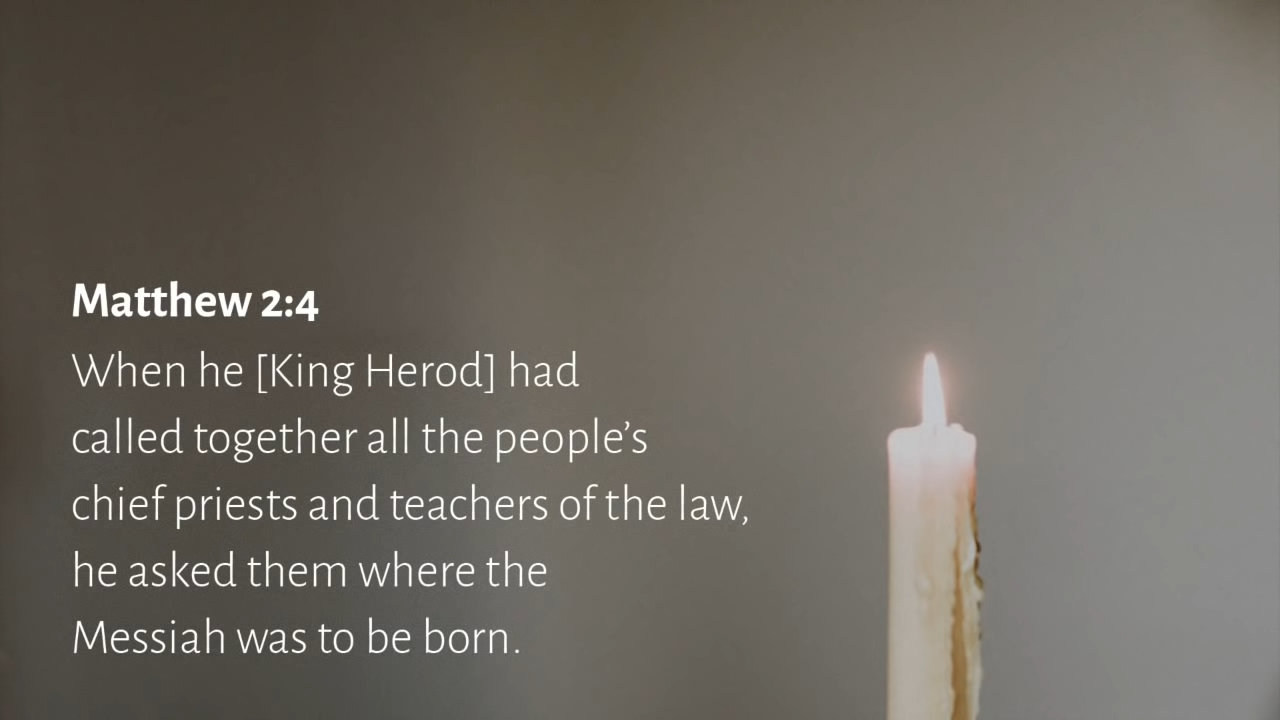 Matthew 2:4
When he [King Herod] had
called together all the people’s
chief priests and teachers of the law,
he asked them where the
Messiah was to be born.